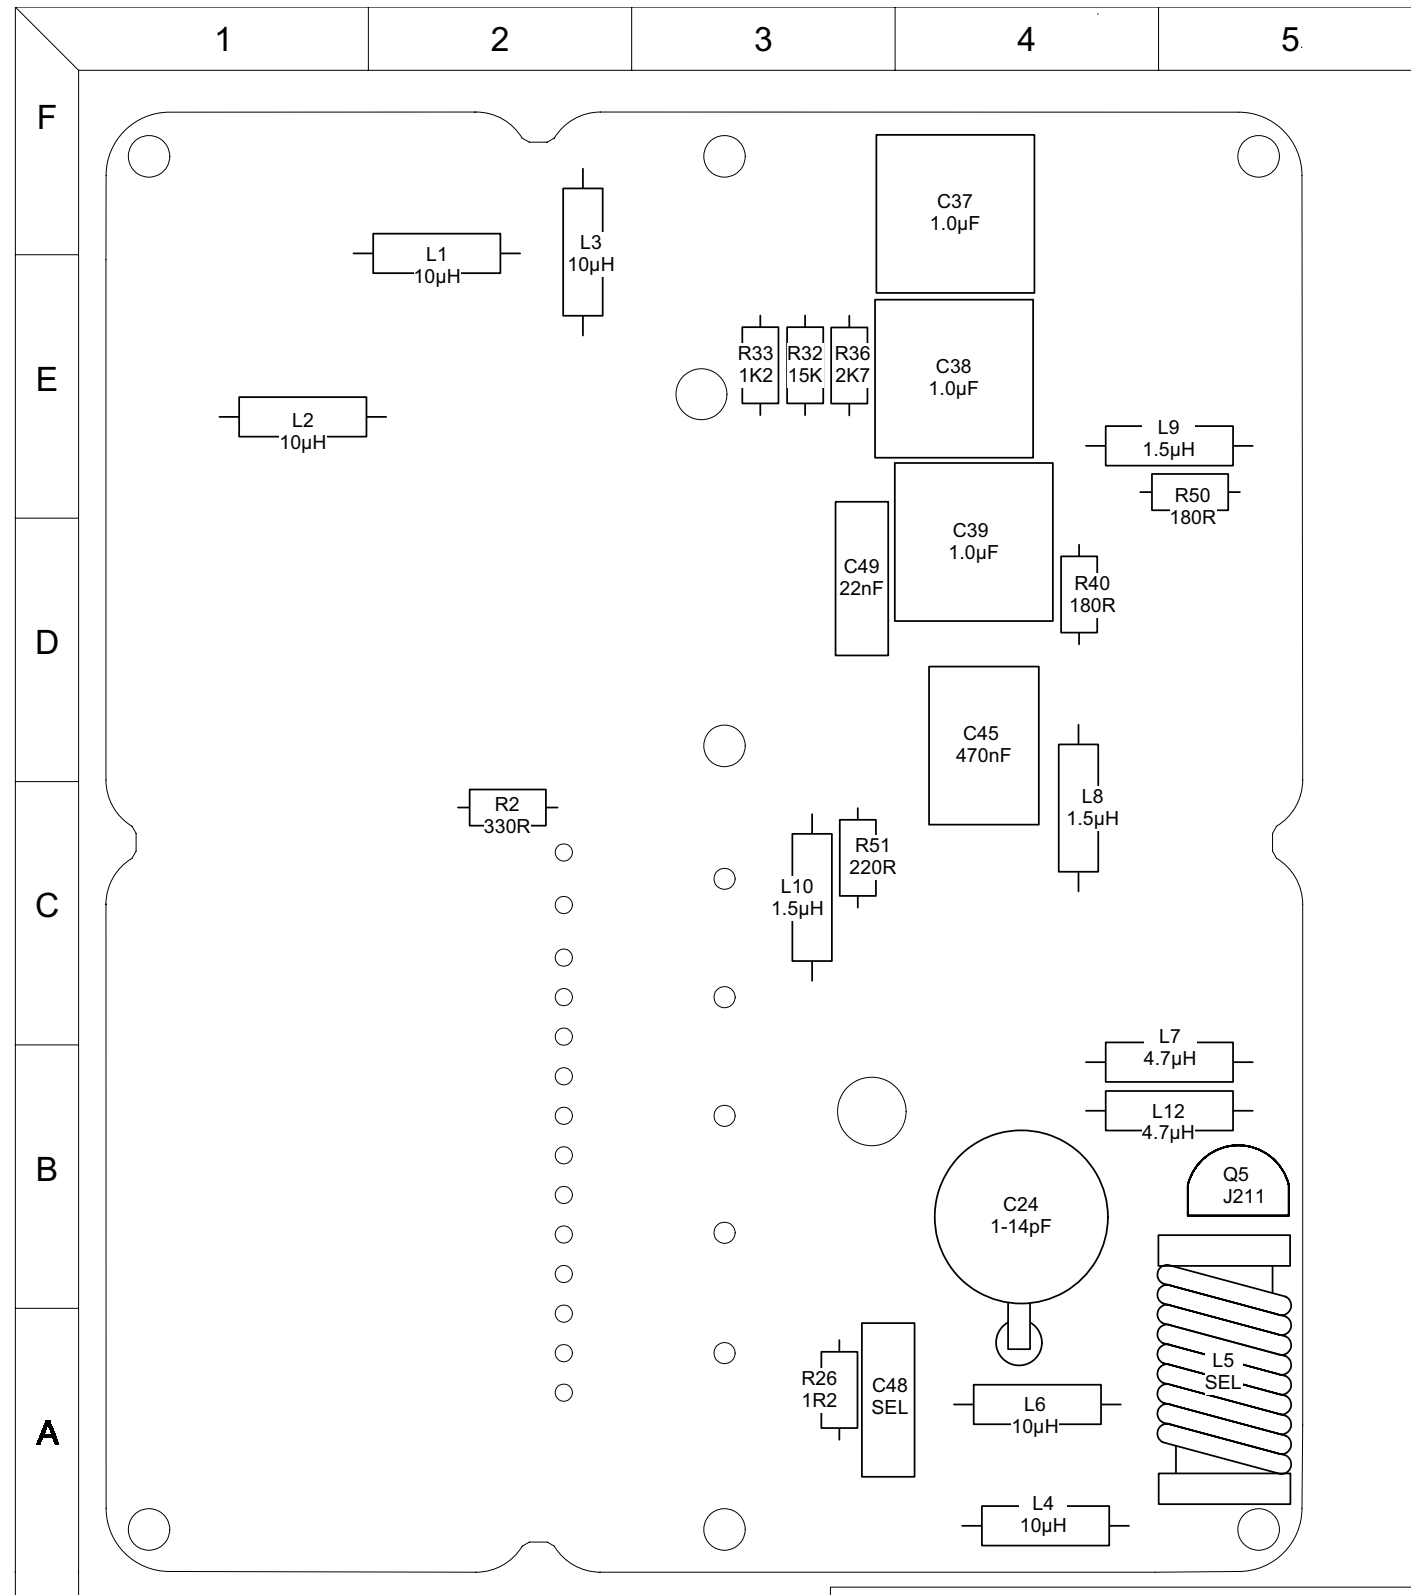 1
2
3
4
5
F
E
D
C
B
A
C37
1.0µF
L1
10µH
L3
10µH
R33
1K2
R32
15K
R36
2K7
C38
1.0µF
L2
10µH
L9
1.5µH
R50
180R
C39
1.0µF
C49
22nF
R40
180R
C45
470nF
R2
330R
L8
1.5µH
R51
220R
L10
1.5µH
L7
4.7µH
L12
4.7µH
Q5
J211
C24
1-14pF
L5
SEL
R26
1R2
C48
SEL
L6
10µH
L4
10µH